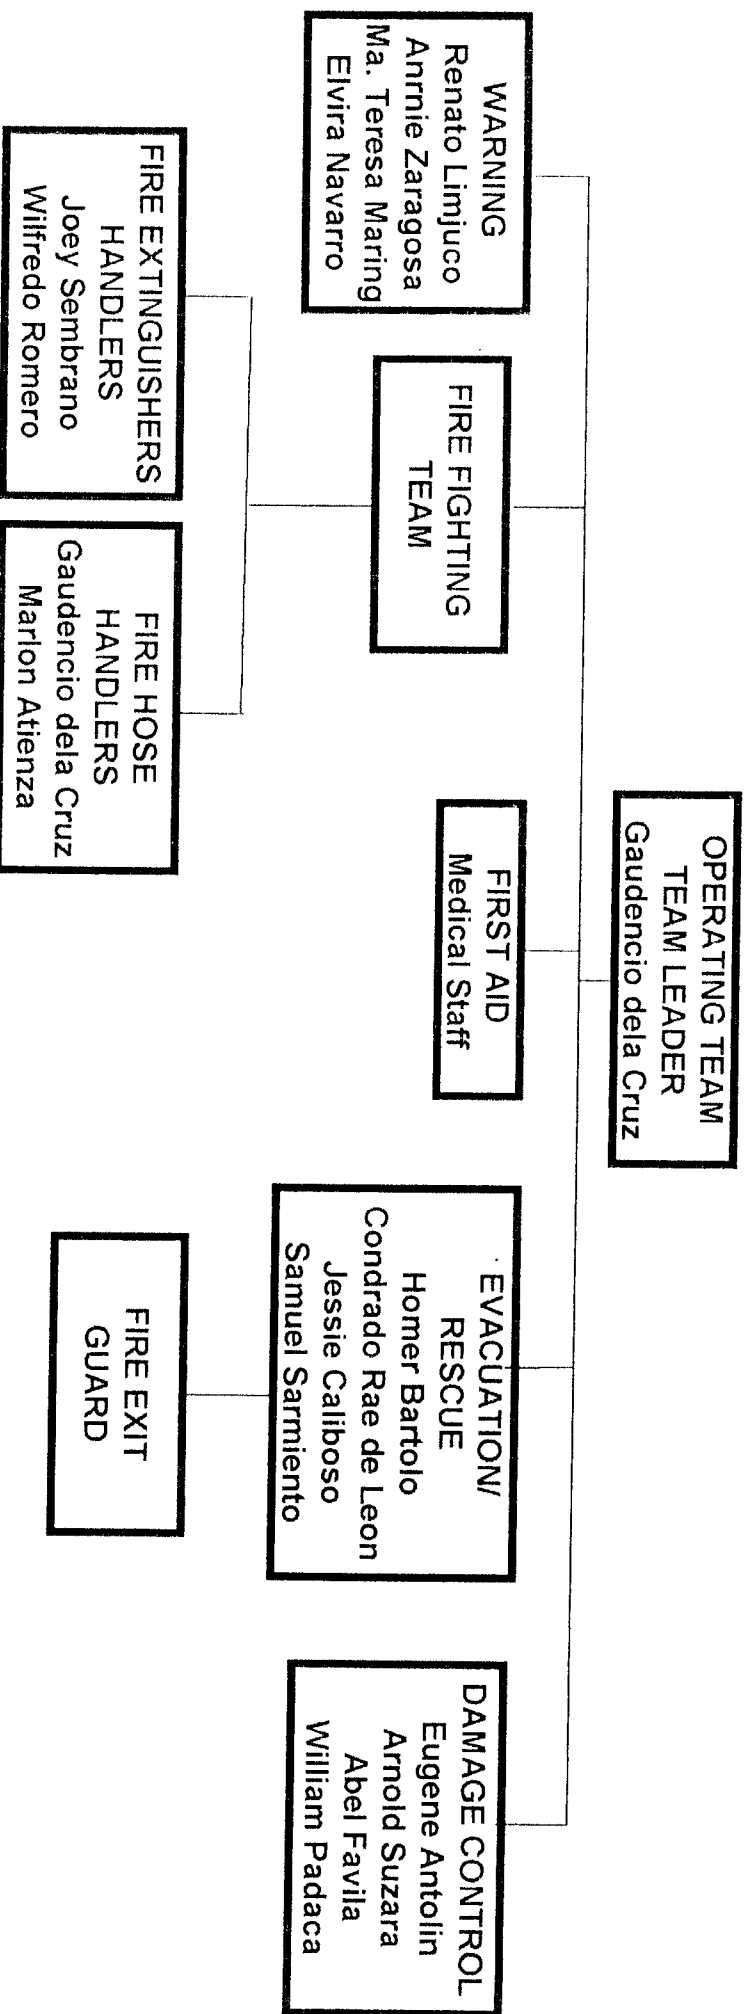 OPERATING TEAM
TEAM LEADER
Gaudencio dela Cruz
WARNING
Renato Limjuco
Anrnie Zaragosa
Ma. Teresa Maring
Elvira Navarro
FIRE FIGHTING
TEAM
FIRST AID
Medical Staff
EVACUATION/
RESCUE
Homer Bartolo
Condrado Rae de Leon
Jessie Caliboso
Samuel Sarmiento
DAMAGE CONTROL
Eugene Antolin
Arnold Suzara
Abel Favila
William Padaca
FIRE EXTINGUISHERS
HANDLERS
Joey Sembrano
Wilfredo Romero
FIRE HOSE
HANDLERS
Gaudencio dela Cruz
Marlon Atienza
FIRE EXIT
GUARD